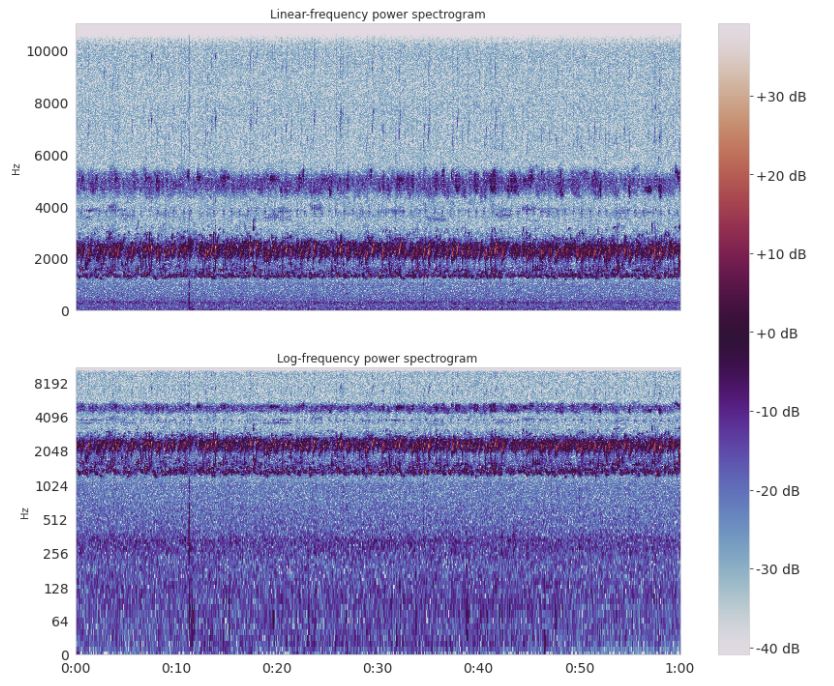 Linear-frequency power spectrogram
10000
8000
6000
4000
2000
0
Hz
Log-frequency power spectrogram
8192
4096
2048
1024
512
256
128
64
0
Hz
0:00 0:10 0:20 0:30 0:40 0:50 1:00
+30 dB
+20 dB
+10 dB
+0 dB
-10 dB
-20 dB
-30 dB
-40 dB